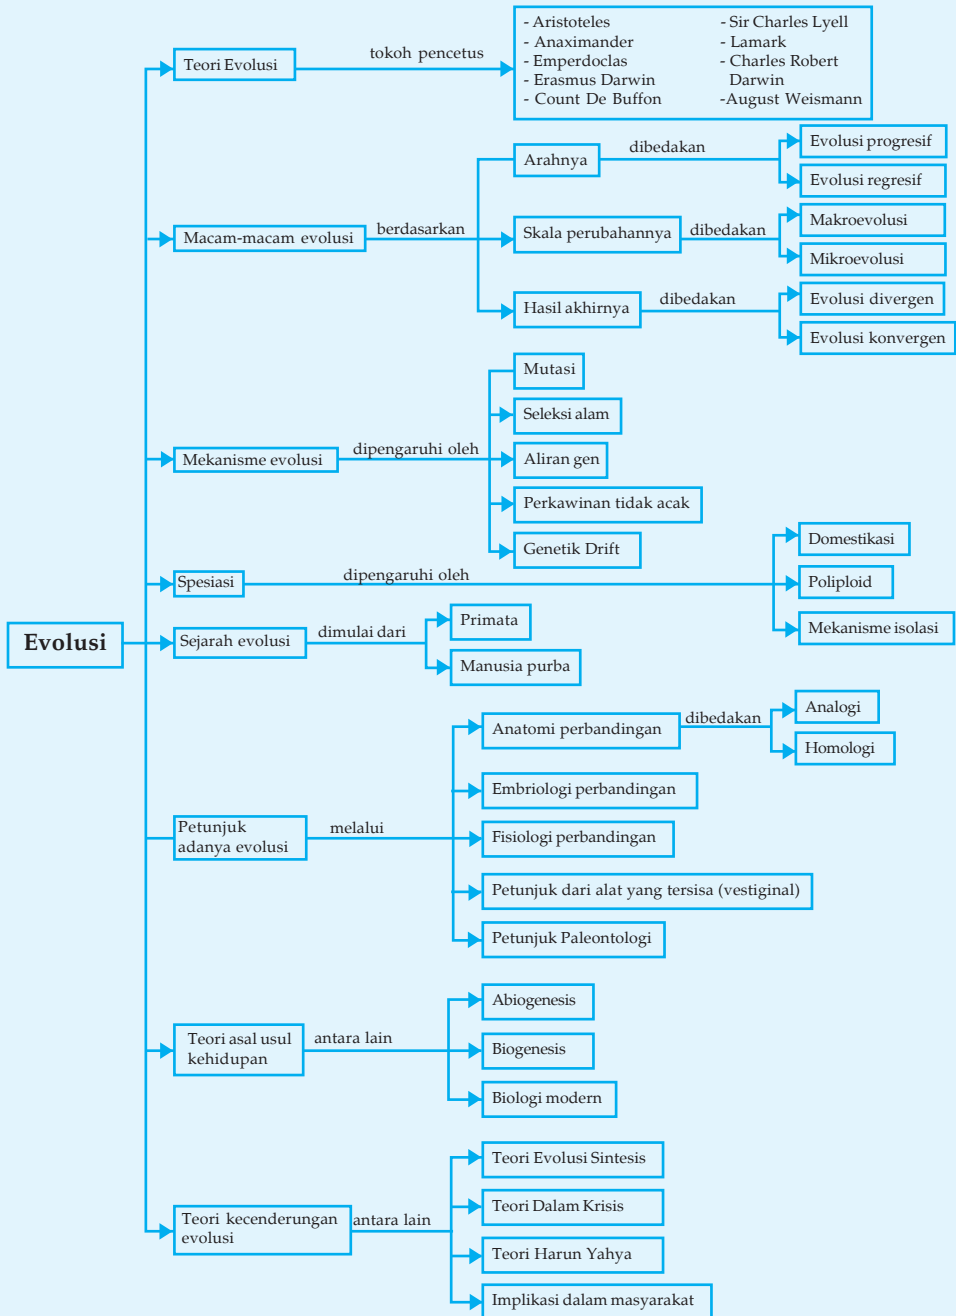 - Aristoteles
- Anaximander
- Emperdoclas
- Erasmus Darwin
- Count De Buffon
- Sir Charles Lyell
- Lamark
- Charles Robert
Darwin
-August Weismann
Teori Evolusi
tokoh pencetus
Macam-macam evolusi
berdasarkan
Arahnya
dibedakan
Evolusi progresif
Evolusi regresif
Skala perubahannya
dibedakan
Makroevolusi
Mikroevolusi
Hasil akhirnya
dibedakan
Evolusi divergen
Evolusi konvergen
Mekanisme evolusi
dipengaruhi oleh
Mutasi
Seleksi alam
Aliran gen
Perkawinan tidak acak
Genetik Drift
Spesiasi
dipengaruhi oleh
Domestikasi
Poliploid
Mekanisme isolasi
Evolusi
Sejarah evolusi
dimulai dari
Primata
Manusia purba
Petunjuk
adanya evolusi
melalui
Anatomi perbandingan
dibedakan
Analogi
Homologi
Embriologi perbandingan
Fisiologi perbandingan
Petunjuk dari alat yang tersisa (vestiginal)
Petunjuk Paleontologi
Teori asal usul
kehidupan
antara lain
Abiogenesis
Biogenesis
Biologi modern
Teori kecenderungan
evolusi
antara lain
Teori Evolusi Sintesis
Teori Dalam Krisis
Teori Harun Yahya
Implikasi dalam masyarakat